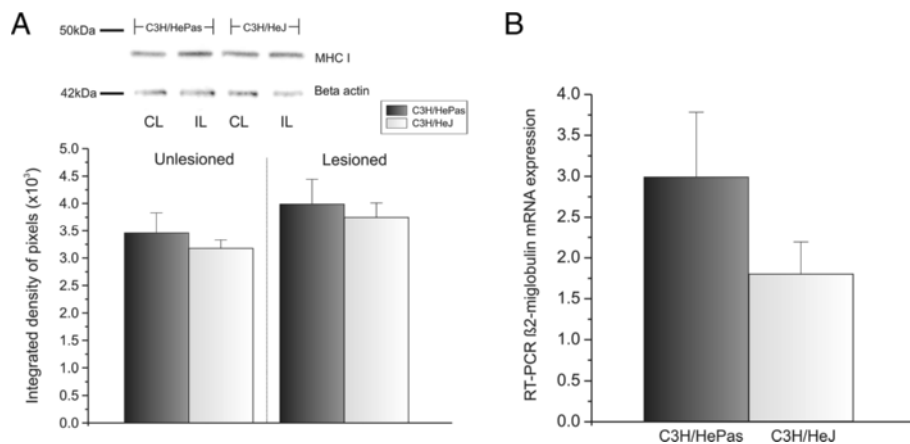 A
50kDa
C3H/HePas
C3H/HeJ
MHC I
42kDa
Beta actin
CL
IL
CL
IL
C3H/HePas
C3H/HeJ
Unlesioned
Lesioned
Integrated density of pixels (x10³)
5.0
4.0
3.5
3.0
2.5
2.0
1.5
1.0
0.5
0.0
B
RT-PCR ß2-miglobulin mRNA expression
4.0
3.5
3.0
2.5
2.0
1.5
1.0
0.5
0.0
C3H/HePas
C3H/HeJ